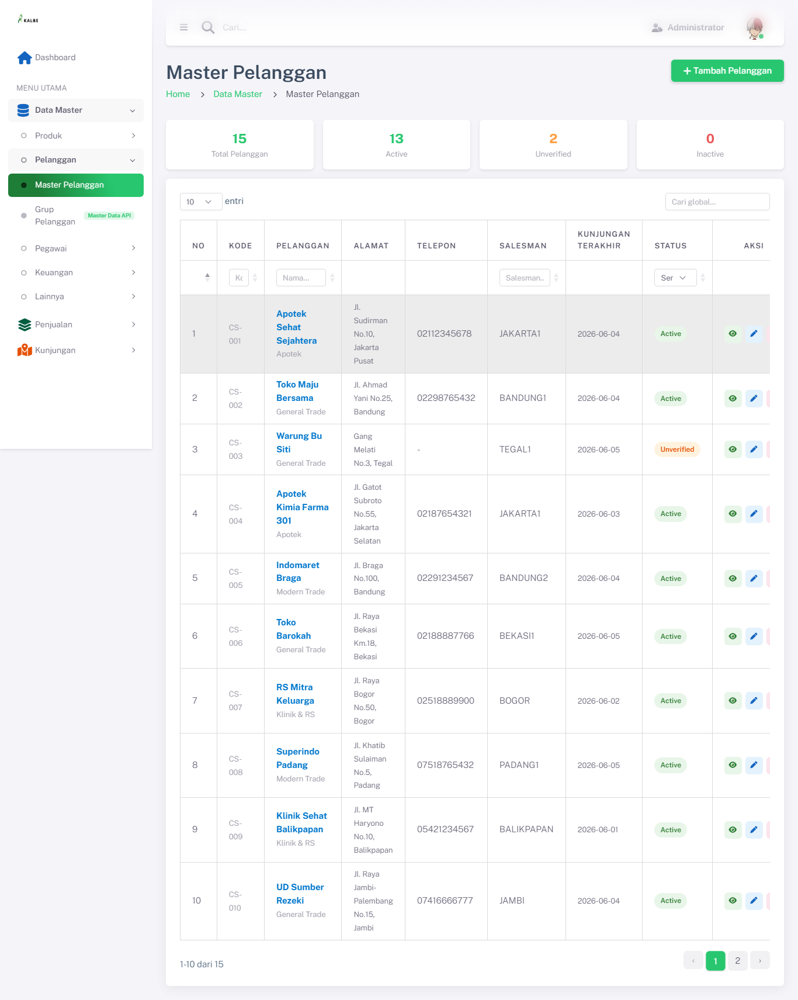 KALBE
Dashboard
MENU UTAMA
Data Master
Produk
Pelanggan
Master Pelanggan
Grup
Pelanggan
Master Data API
Pegawai
Keuangan
Lainnya
Penjualan
Kunjungan
Cari...
Administrator
Master Pelanggan
Tambah Pelanggan
Home > Data Master > Master Pelanggan
15
Total Pelanggan
13
Active
2
Unverified
0
Inactive
10 entri
Cari global...
NO KODE PELANGGAN ALAMAT TELEPON SALESMAN KUNJUNGAN TERAKHIR STATUS AKSI
Nama... Salesman..
1
CS-
001
Apotek
Sehat
Sejahtera
Apotek
Jl.
Sudirman
No.10,
Jakarta
Pusat
02112345678
JAKARTA1
2026-06-04
Active
2
CS-
002
Toko Maju
Bersama
General Trade
Jl. Ahmad
Yani No.25,
Bandung
02298765432
BANDUNG1
2026-06-04
Active
3
CS-
003
Warung Bu
Siti
General Trade
Gang
Melati
No.3, Tegal
-
TEGAL1
2026-06-05
Unverified
4
CS-
004
Apotek
Kimia Farma
301
Apotek
Jl. Gatot
Subroto
No.55,
Jakarta
Selatan
02187654321
JAKARTA1
2026-06-03
Active
5
CS-
005
Indomaret
Braga
Modern Trade
Jl. Braga
No.100,
Bandung
02291234567
BANDUNG2
2026-06-04
Active
6
CS-
006
Toko
Barokah
General Trade
Jl. Raya
Bekasi
Km.18,
Bekasi
02188887766
BEKASI1
2026-06-05
Active
7
CS-
007
RS Mitra
Keluarga
Klinik & RS
Jl. Raya
Bogor
No.50,
Bogor
02518889900
BOGOR
2026-06-02
Active
8
CS-
008
Superindo
Padang
Modern Trade
Jl. Khatib
Sulaiman
No.5,
Padang
07518765432
PADANG1
2026-06-05
Active
9
CS-
009
Klinik Sehat
Balikpapan
Klinik & RS
Jl. MT
Haryono
No.10,
Balikpapan
05421234567
BALIKPAPAN
2026-06-01
Active
10
CS-
010
UD Sumber
Rezeki
General Trade
Jl. Raya
Jambi-
Palembang
No.15,
Jambi
07416666777
JAMBI
2026-06-04
Active
1-10 dari 15
‹ 1 2 ›